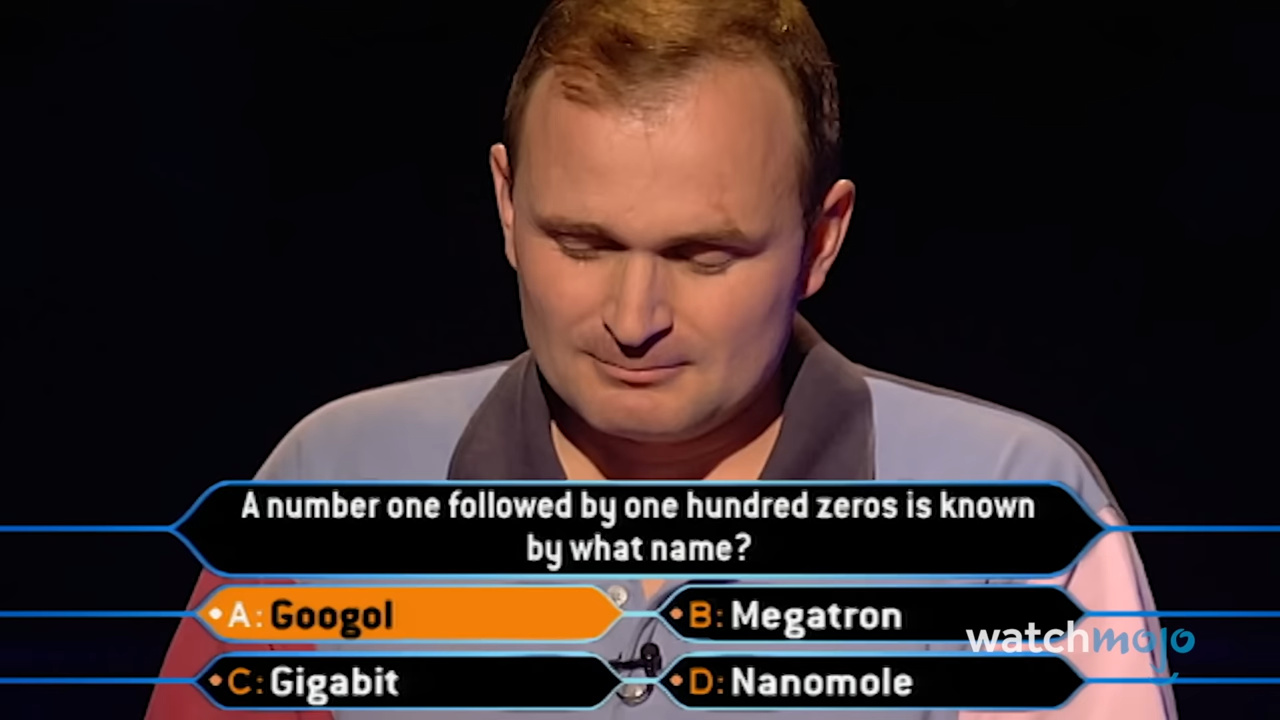 A number one followed by one hundred zeros is known
by what name?
A: Googol
B: Megatron
C: Gigabit
D: Nanomole
watchmojo